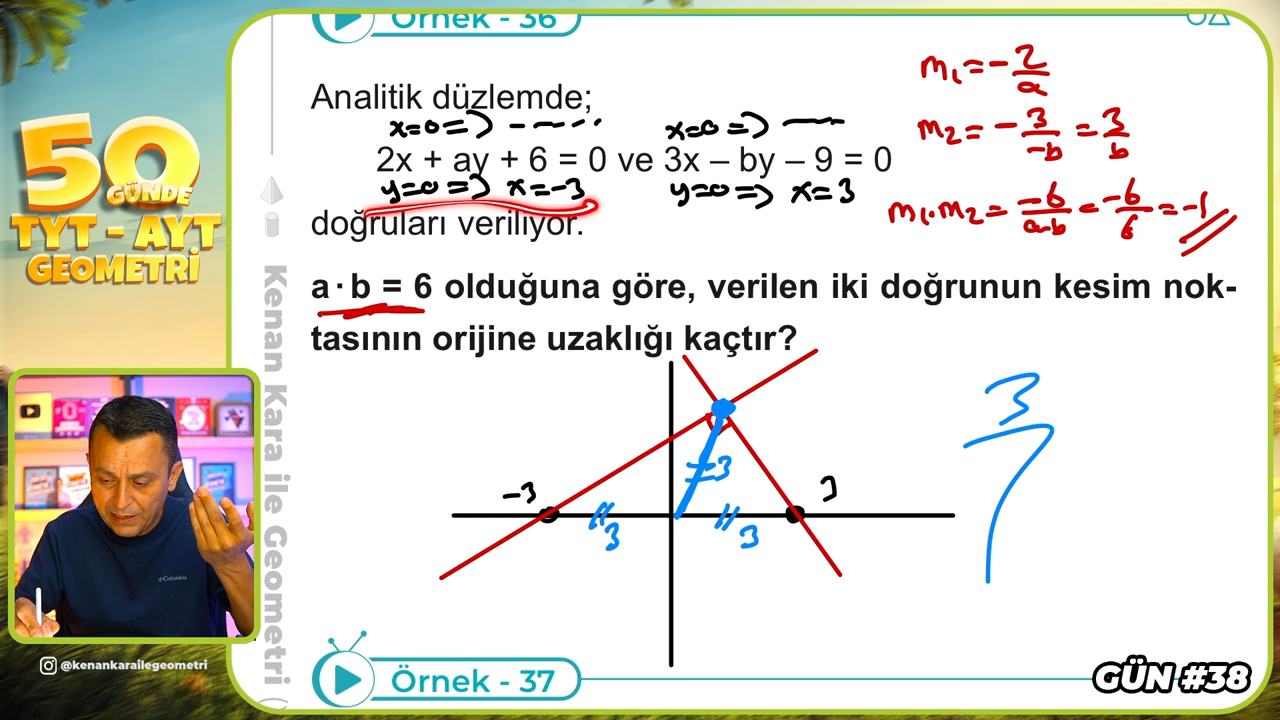 Örnek - 36
Analitik düzlemde;
x=0 => x=0 =>
2x + ay + 6 = 0 ve 3x – by – 9 = 0
y=0 => x=-3 y=0 => x=3
doğruları veriliyor.
a · b = 6 olduğuna göre, verilen iki doğrunun kesim nok-
tasının orijine uzaklığı kaçtır?
m₁ = - 2/a
m₂ = - 3/-b = 3/b
m₁.m₂ = -6/a.b = -6/6 = -1
-3
3
3
3
3
3
50
GÜNDE
TYT - AYT
GEOMETRİ
Kenan Kara ile Geometri (
Columbia
@kenankarailegeometri
Örnek - 37
GÜN #38